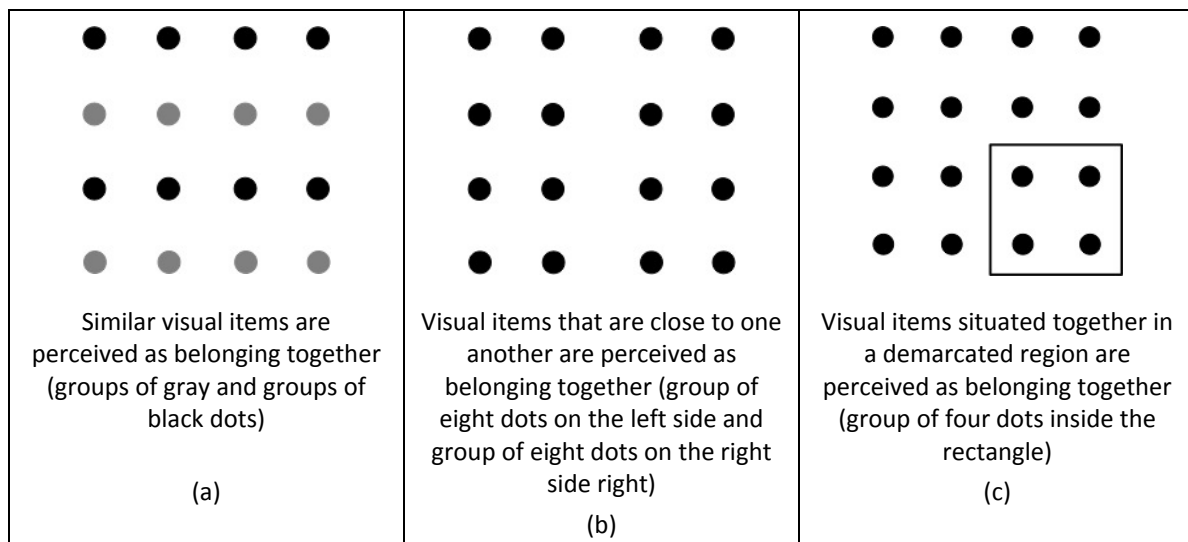 Similar visual items are
perceived as belonging together
(groups of gray and groups of
black dots)
(a)
Visual items that are close to one
another are perceived as
belonging together (group of
eight dots on the left side and
group of eight dots on the right
side right)
(b)
Visual items situated together in
a demarcated region are
perceived as belonging together
(group of four dots inside the
rectangle)
(c)